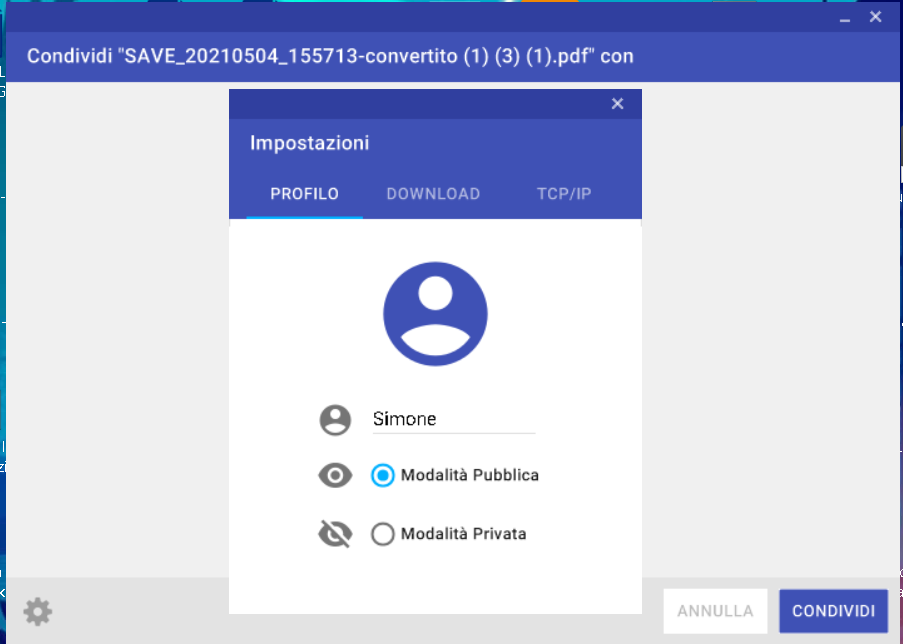 Condividi "SAVE_20210504_155713-convertito (1) (3) (1).pdf" con
Impostazioni
PROFILO DOWNLOAD TCP/IP
Simone
Modalità Pubblica
Modalità Privata
ANNULLA CONDIVIDI